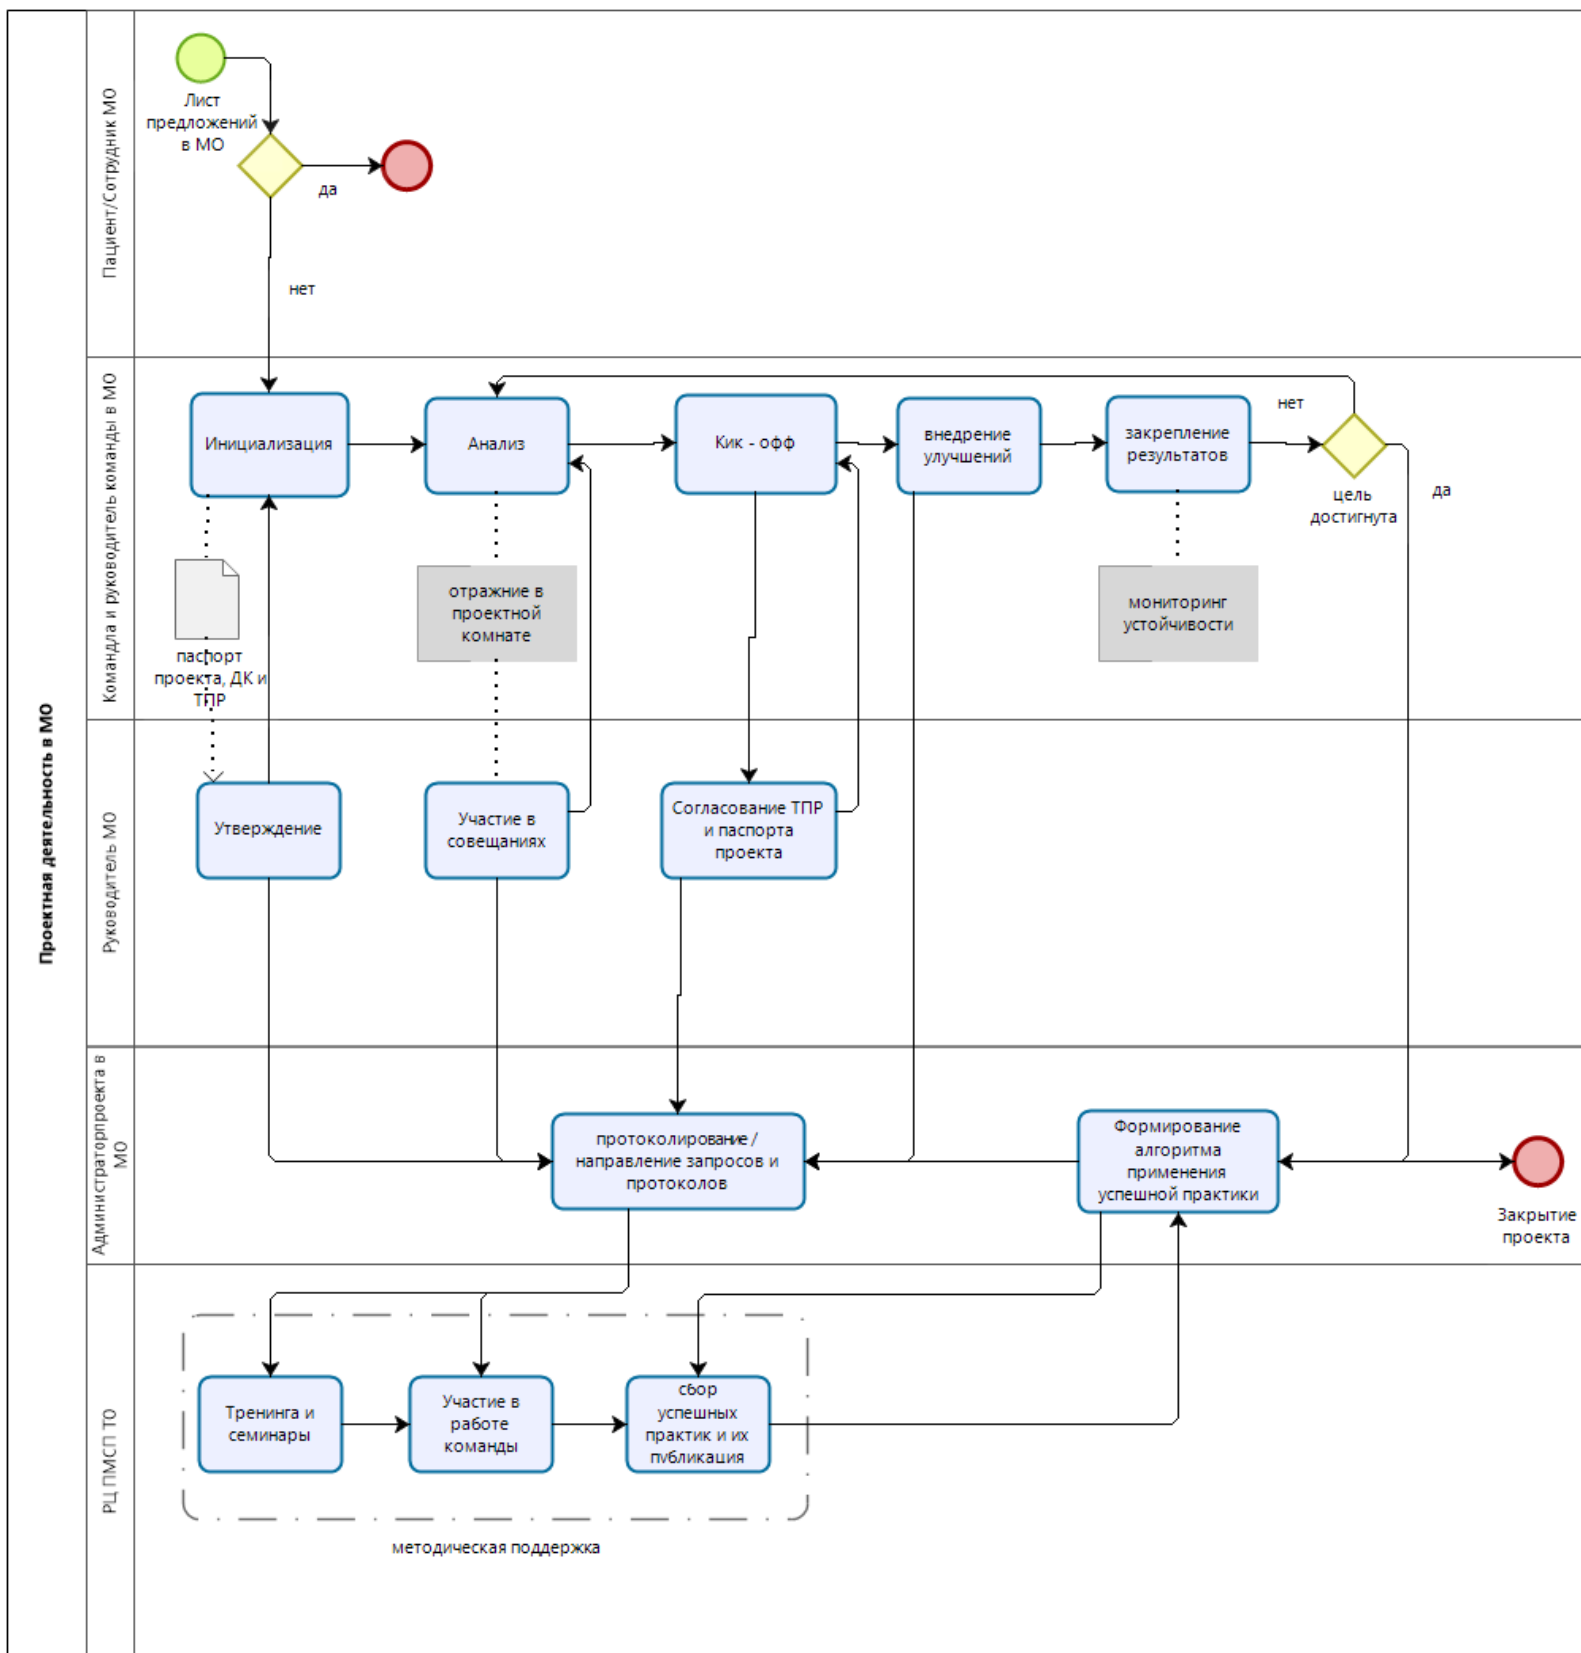 Проектная деятельность в МО
Пациент/Сотрудник МО
Лист
предложений
в МО
да
нет
Командла и руководитель команды в МО
Инициализация
Анализ
Кик - офф
внедрение
улучшений
закрепление
результатов
нет
цель
достигнута
да
паспорт
проекта, ДК и
ТПР
отражние в
проектной
комнате
мониторинг
устойчивости
Руководитель МО
Утверждение
Участие в
совещаниях
Согласование ТПР
и паспорта
проекта
Администраторпроекта в
МО
протоколирование /
направление запросов и
протоколов
Формирование
алгоритма
применения
успешной практики
Закрытие
проекта
РЦ ПМСП ТО
Тренинга и
семинары
Участие в
работе
команды
сбор
успешных
практик и их
публикация
методическая поддержка